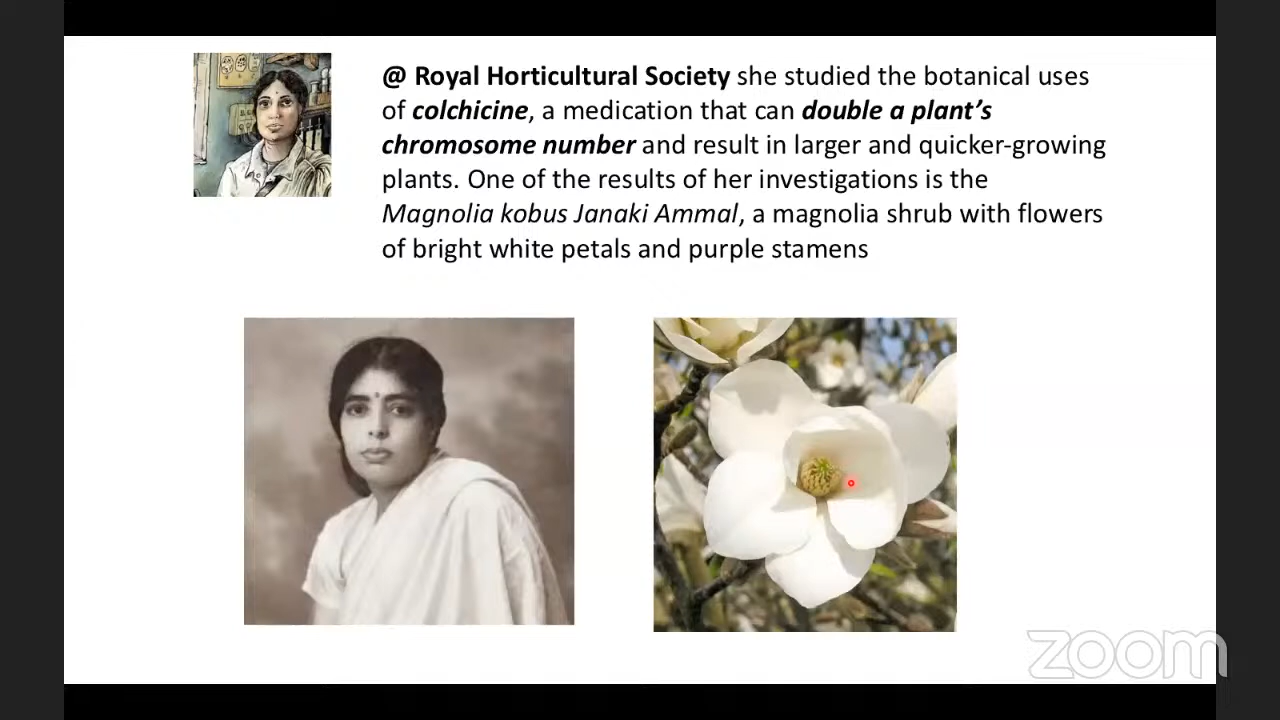 @ Royal Horticultural Society she studied the botanical uses
of colchicine, a medication that can double a plant’s
chromosome number and result in larger and quicker-growing
plants. One of the results of her investigations is the
Magnolia kobus Janaki Ammal, a magnolia shrub with flowers
of bright white petals and purple stamens
zoom